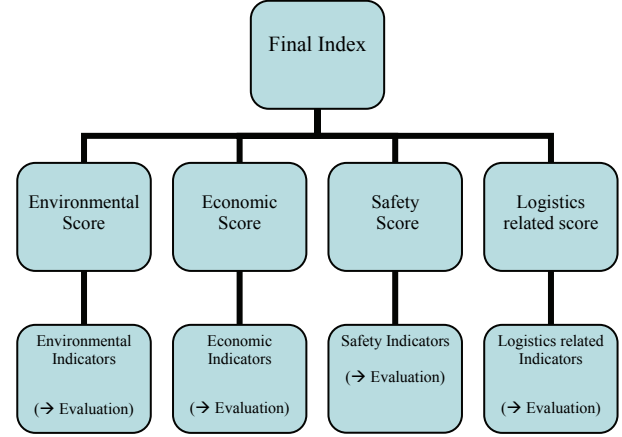 Final Index
Environmental
Score
Economic
Score
Safety
Score
Logistics
related score
Environmental
Indicators
(→ Evaluation)
Economic
Indicators
(→ Evaluation)
Safety Indicators
(→ Evaluation)
Logistics related
Indicators
(→ Evaluation)